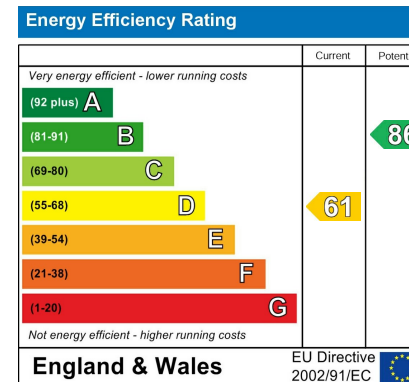 Energy Efficiency Rating
Current Potent
Very energy efficient - lower running costs
(92 plus) A
(81-91) B 86
(69-80) C
(55-68) D 61
(39-54) E
(21-38) F
(1-20) G
Not energy efficient - higher running costs
England & Wales
EU Directive
2002/91/EC